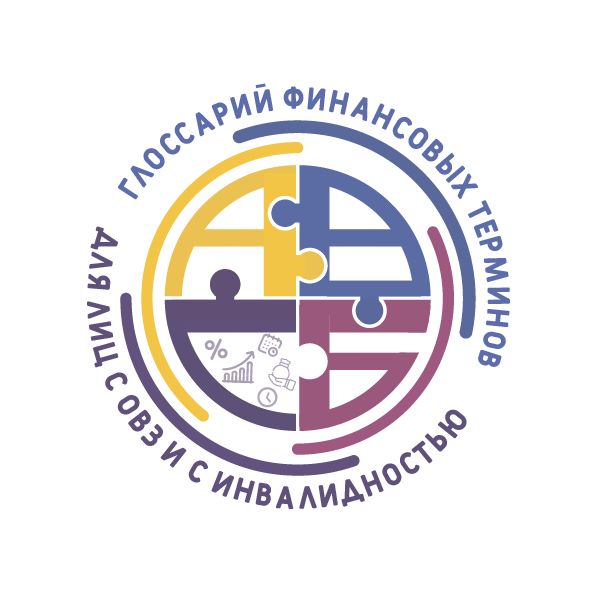 ГЛОССАРИЙ ФИНАНСОВЫХ ТЕРМИНОВ
ДЛЯ ЛИЦ С ОВЗ И С ИНВАЛИДНОСТЬЮ
%